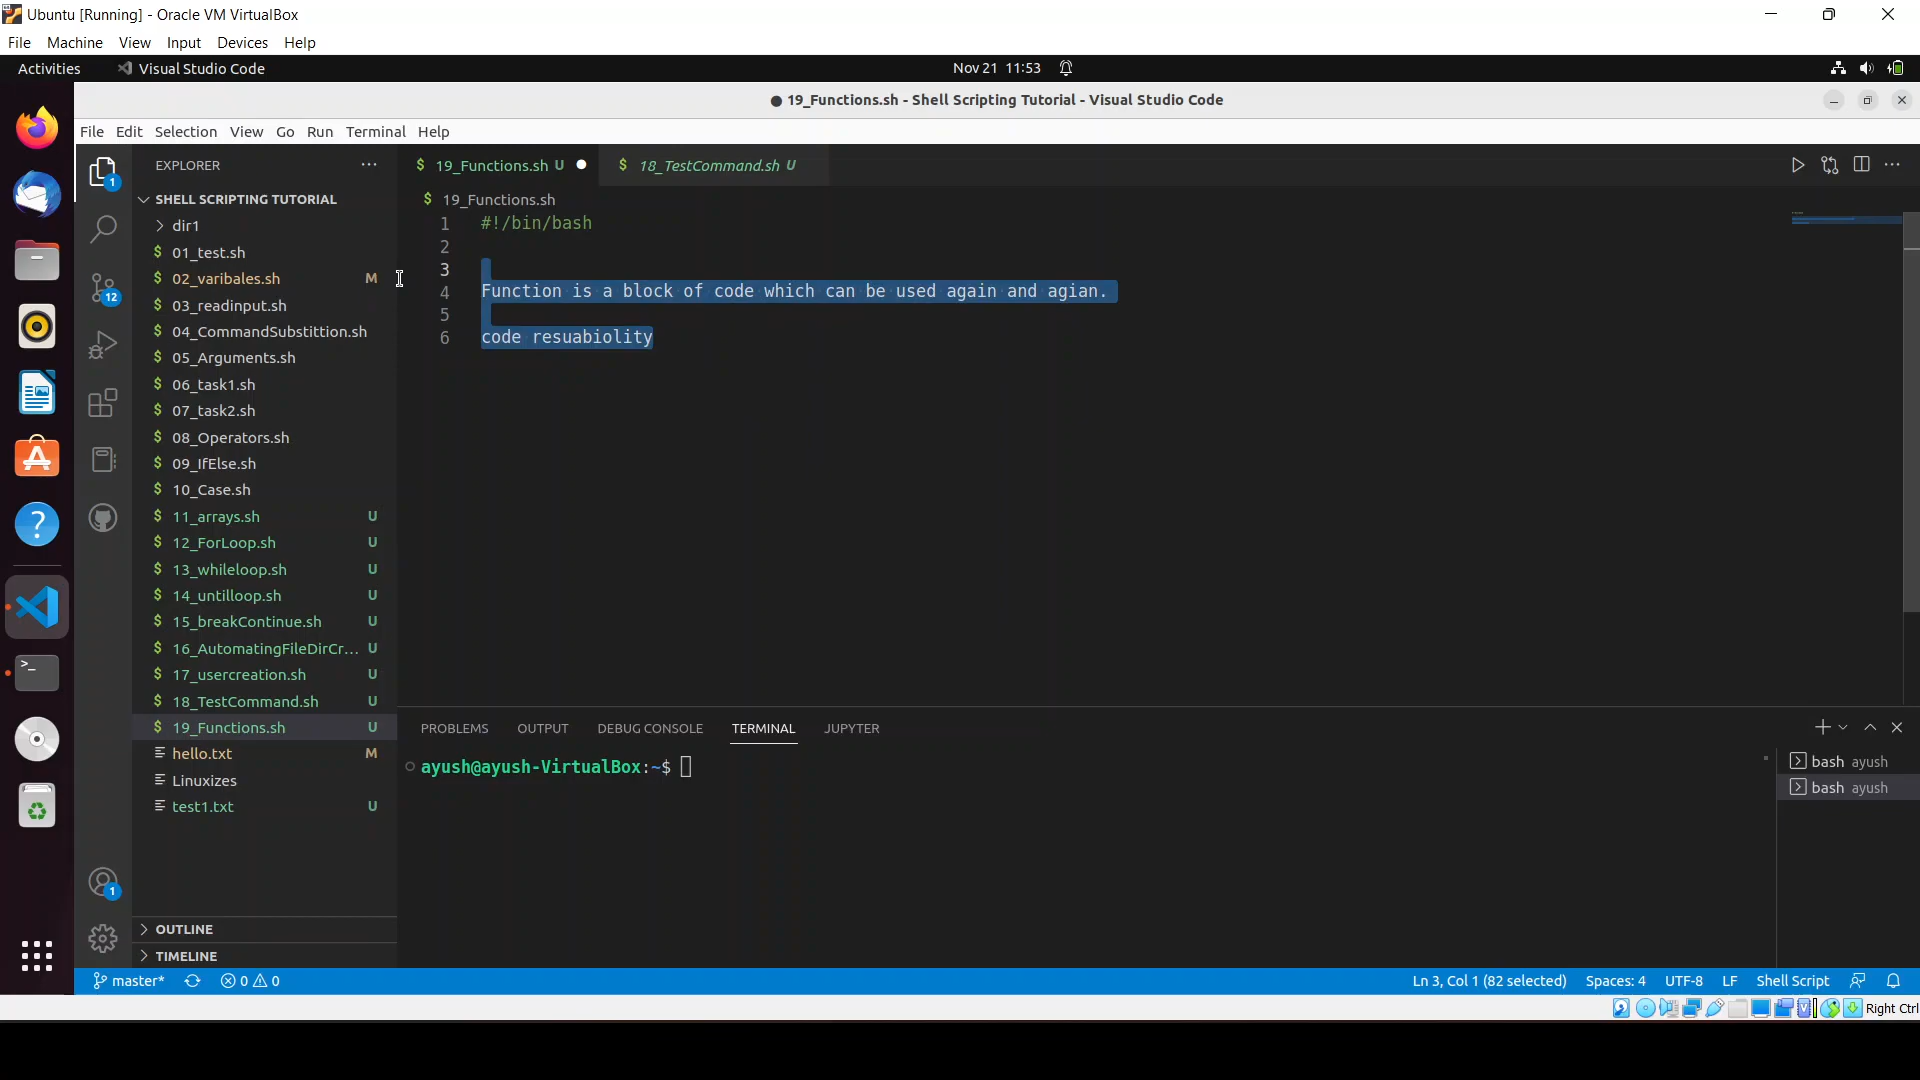 Ubuntu [Running] - Oracle VM VirtualBox
File Machine View Input Devices Help
Activities Visual Studio Code Nov 21 11:53
● 19_Functions.sh - Shell Scripting Tutorial - Visual Studio Code
File Edit Selection View Go Run Terminal Help
EXPLORER
SHELL SCRIPTING TUTORIAL
dir1
$ 01_test.sh
$ 02_varibales.sh M
$ 03_readinput.sh
$ 04_CommandSubstittion.sh
$ 05_Arguments.sh
$ 06_task1.sh
$ 07_task2.sh
$ 08_Operators.sh
$ 09_IfElse.sh
$ 10_Case.sh
$ 11_arrays.sh U
$ 12_ForLoop.sh U
$ 13_whileloop.sh U
$ 14_untilloop.sh U
$ 15_breakContinue.sh U
$ 16_AutomatingFileDirCr... U
$ 17_usercreation.sh U
$ 18_TestCommand.sh U
$ 19_Functions.sh U
hello.txt M
Linuxizes
test1.txt U
OUTLINE
TIMELINE
1
12
1
$ 19_Functions.sh U ● $ 18_TestCommand.sh U
$ 19_Functions.sh
1 #!/bin/bash
2
3
4 Function is a block of code which can be used again and agian.
5
6 code resuabiolity
PROBLEMS OUTPUT DEBUG CONSOLE TERMINAL JUPYTER
ayush@ayush-VirtualBox:~$
bash ayush
bash ayush
master* 0 0 Ln 3, Col 1 (82 selected) Spaces: 4 UTF-8 LF Shell Script
Right Ctrl